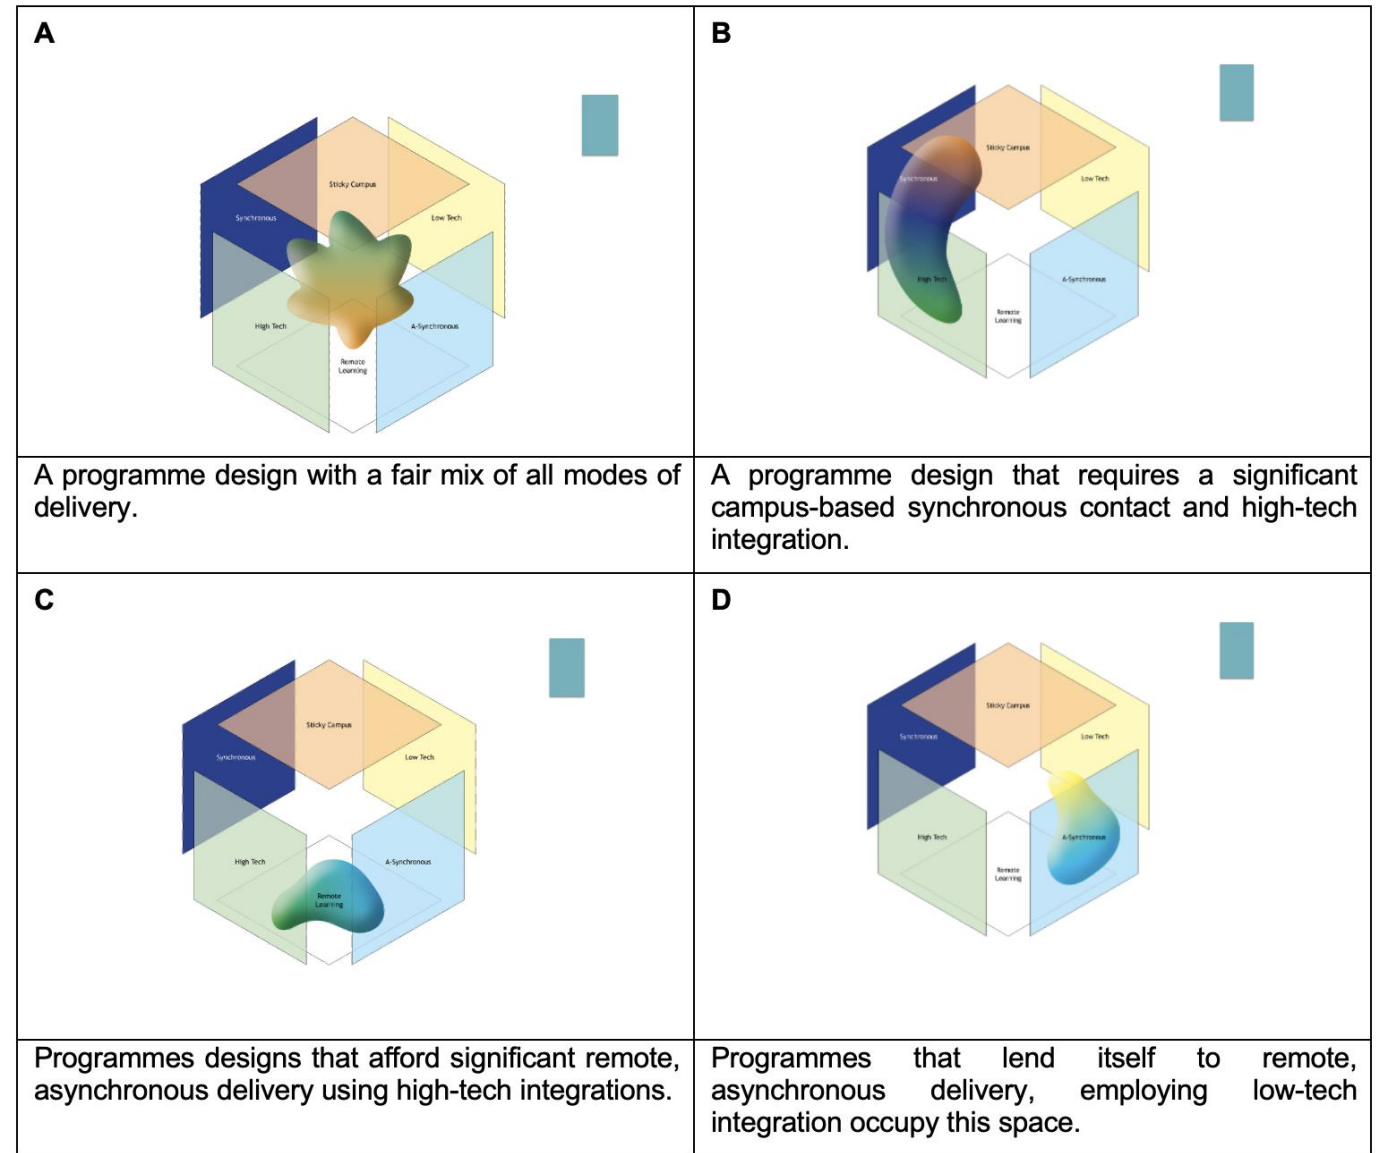 A
Sticky Campus
Synchronous
Low Tech
High Tech
A-Synchronous
Remote
Learning
A programme design with a fair mix of all modes of
delivery.
B
Sticky Campus
Synchronous
Low Tech
High Tech
A-Synchronous
Remote
Learning
A programme design that requires a significant
campus-based synchronous contact and high-tech
integration.
C
Sticky Campus
Synchronous
Low Tech
High Tech
A-Synchronous
Remote
Learning
Programmes designs that afford significant remote,
asynchronous delivery using high-tech integrations.
D
Sticky Campus
Synchronous
Low Tech
High Tech
A-Synchronous
Remote
Learning
Programmes that lend itself to remote,
asynchronous delivery, employing low-tech
integration occupy this space.